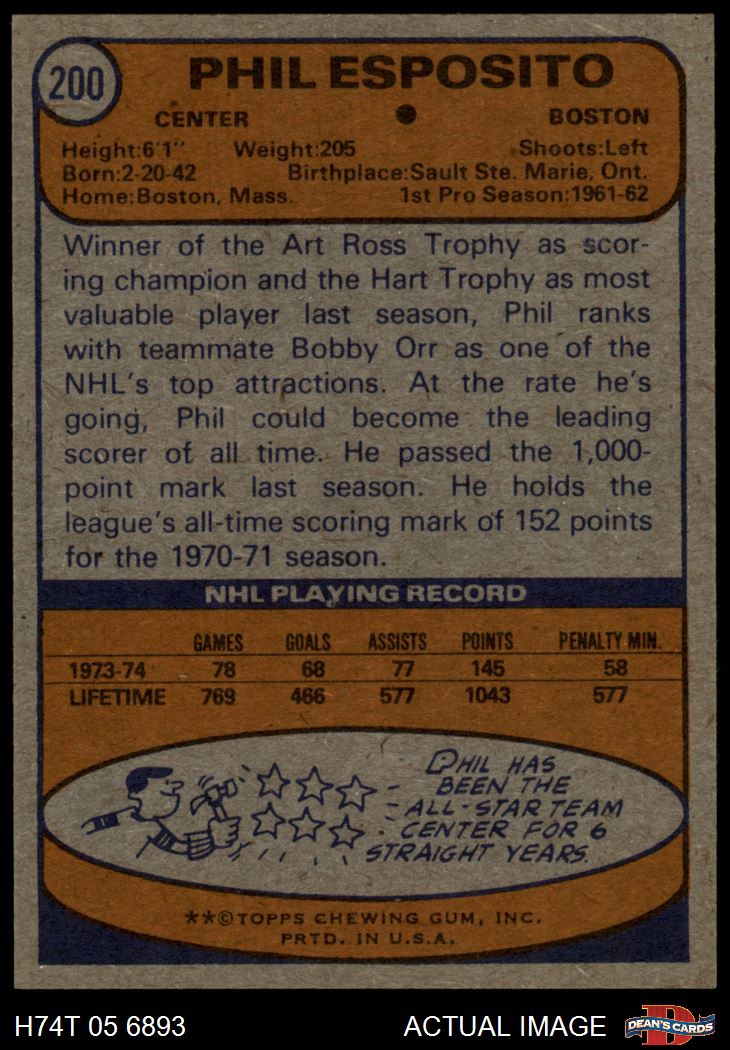 200
PHIL ESPOSITO
CENTER BOSTON
Height:6'1" Weight:205 Shoots:Left
Born:2-20-42 Birthplace:Sault Ste. Marie, Ont.
Home:Boston, Mass. 1st Pro Season:1961-62
Winner of the Art Ross Trophy as scor-
ing champion and the Hart Trophy as most
valuable player last season, Phil ranks
with teammate Bobby Orr as one of the
NHL's top attractions. At the rate he's
going, Phil could become the leading
scorer of all time. He passed the 1,000-
point mark last season. He holds the
league's all-time scoring mark of 152 points
for the 1970-71 season.
NHL PLAYING RECORD
GAMES GOALS ASSISTS POINTS PENALTY MIN.
1973-74 78 68 77 145 58
LIFETIME 769 466 577 1043 577
PHIL HAS
BEEN THE
ALL-STAR TEAM
CENTER FOR 6
STRAIGHT YEARS.
**©TOPPS CHEWING GUM, INC.
PRTD. IN U.S.A.
H74T 05 6893 ACTUAL IMAGE
D
DEAN'S CARDS